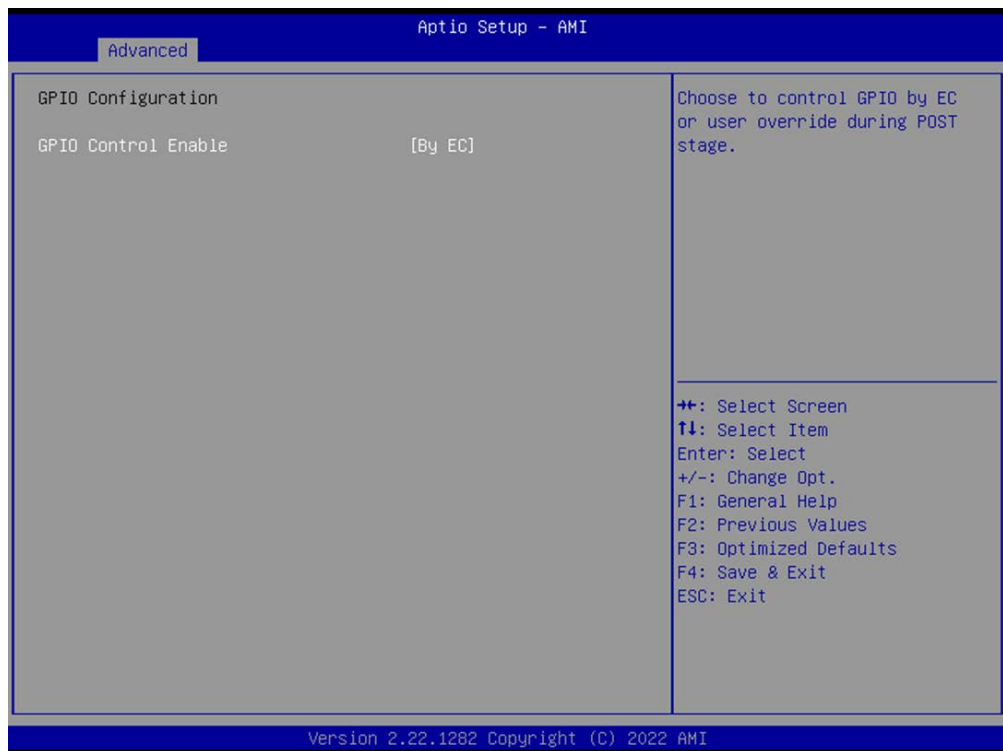 Aptio Setup – AMI
Advanced
GPIO Configuration
GPIO Control Enable [By EC]
Choose to control GPIO by EC
or user override during POST
stage.
→←: Select Screen
↑↓: Select Item
Enter: Select
+/-: Change Opt.
F1: General Help
F2: Previous Values
F3: Optimized Defaults
F4: Save & Exit
ESC: Exit
Version 2.22.1282 Copyright (C) 2022 AMI